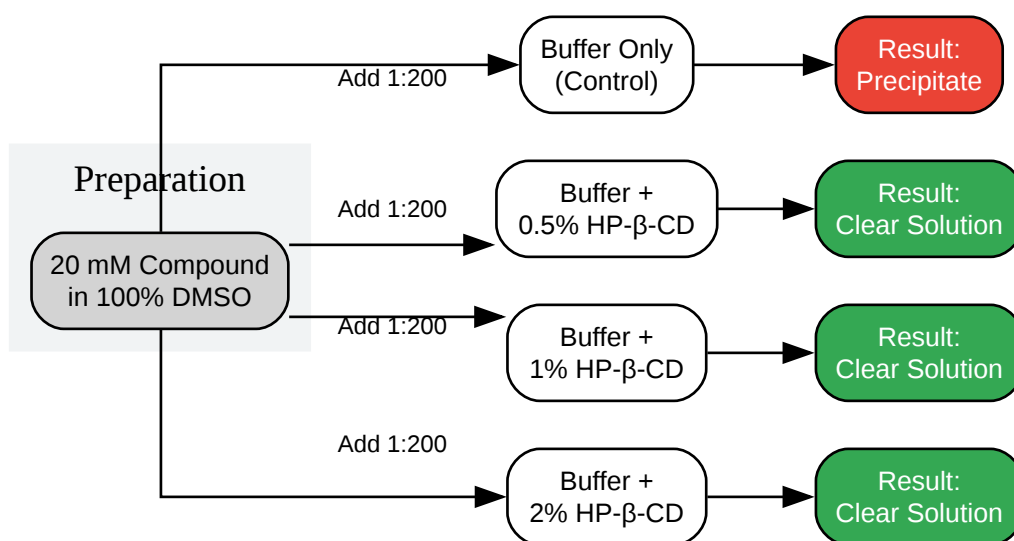 Buffer Only
(Control)
Result:
Precipitate
Add 1:200
Preparation
Buffer +
0.5% HP-β-CD
Result:
Clear Solution
Add 1:200
20 mM Compound
in 100% DMSO
Add 1:200
Buffer +
1% HP-β-CD
Result:
Clear Solution
Add 1:200
Buffer +
2% HP-β-CD
Result:
Clear Solution